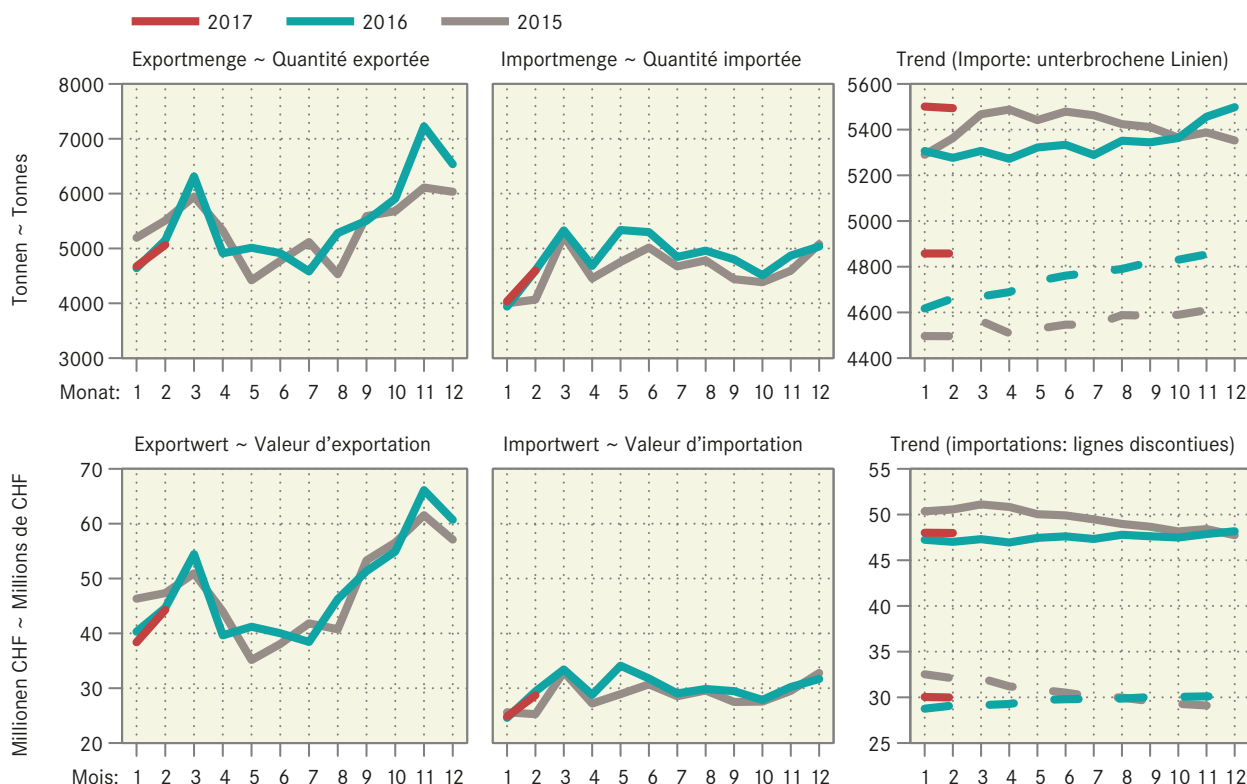 2017 2016 2015
Exportmenge ~ Quantité exportée
Importmenge ~ Quantité importée
Trend (Importe: unterbrochene Linien)
Tonnen ~ Tonnes
8000
7000
6000
5000
4000
3000
5600
5400
5200
5000
4800
4600
4400
Monat: 1 2 3 4 5 6 7 8 9 10 11 12
1 2 3 4 5 6 7 8 9 10 11 12
1 2 3 4 5 6 7 8 9 10 11 12
Exportwert ~ Valeur d’exportation
Importwert ~ Valeur d’importation
Trend (importations: lignes discontiues)
Millionen CHF ~ Millions de CHF
70
60
50
40
30
20
55
50
45
40
35
30
25
Mois: 1 2 3 4 5 6 7 8 9 10 11 12
1 2 3 4 5 6 7 8 9 10 11 12
1 2 3 4 5 6 7 8 9 10 11 12